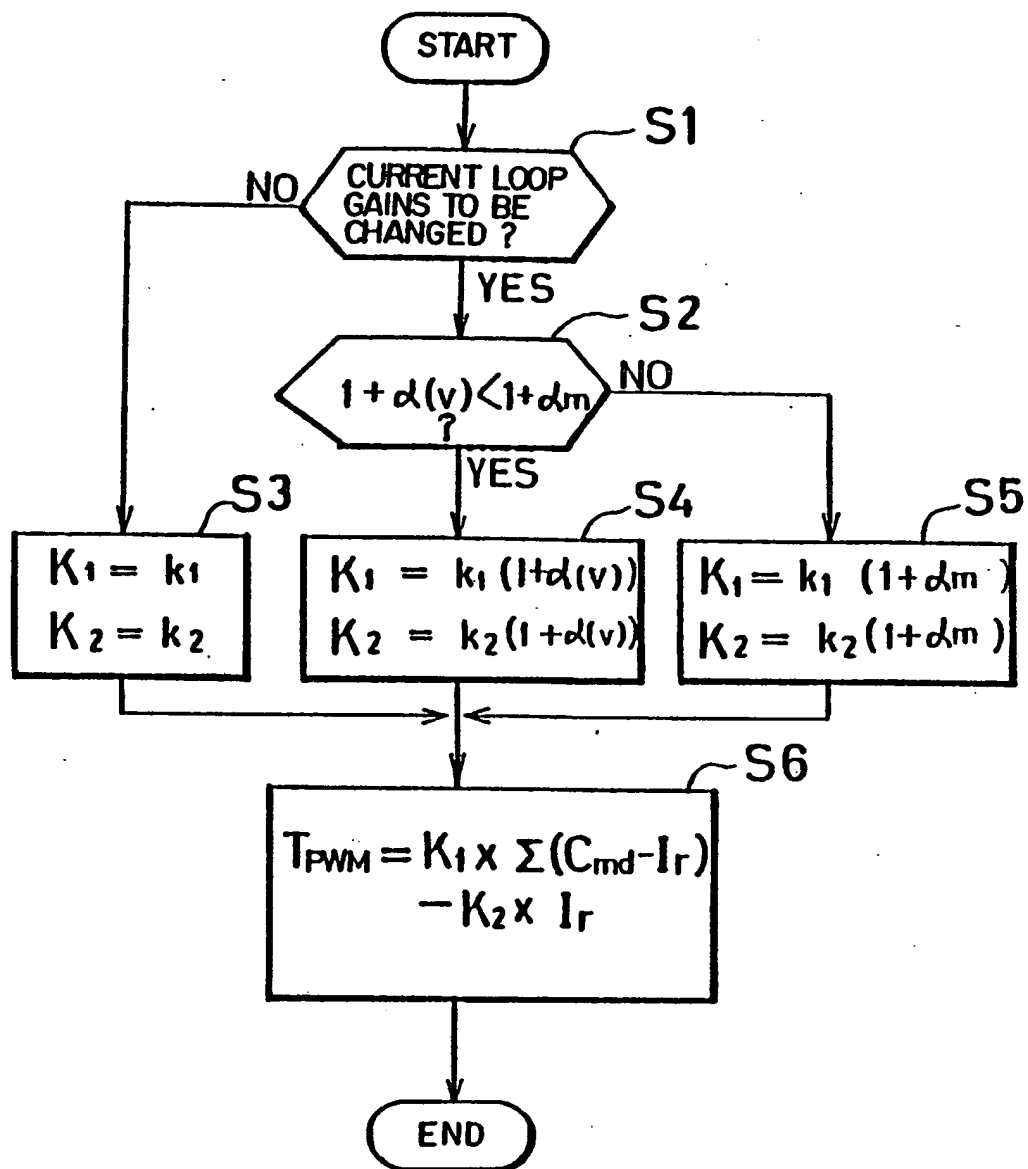 START
S1
CURRENT LOOP
GAINS TO BE
CHANGED ?
NO
YES
S2
1 + α(v) < 1 + αm
?
NO
YES
S3
K1 = k1
K2 = k2
S4
K1 = k1 (1+α(v))
K2 = k2 (1+α(v))
S5
K1 = k1 (1+αm)
K2 = k2 (1+αm)
S6
TPWM = K1 x Σ(Cmd-Ir)
-K2 x Ir
END